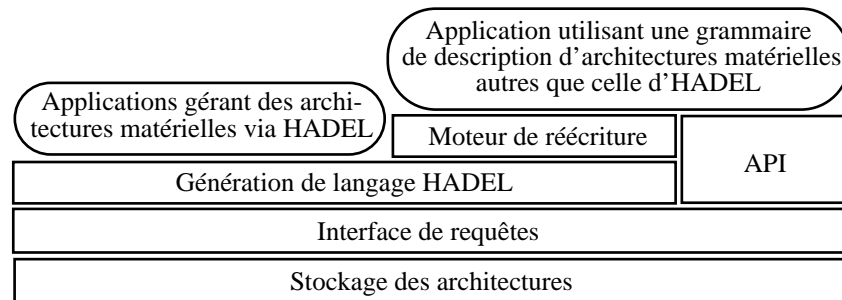 Application utilisant une grammaire
de description d’architectures matérielles
autres que celle d’HADEL
Applications gérant des archi-
tectures matérielles via HADEL
Moteur de réécriture
API
Génération de langage HADEL
Interface de requêtes
Stockage des architectures